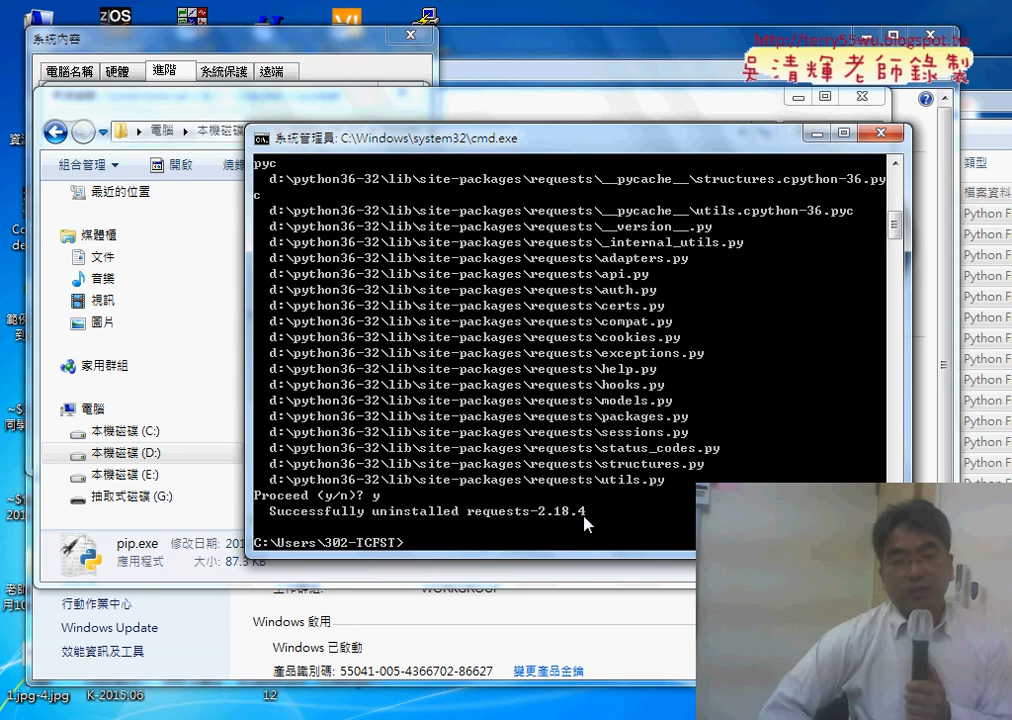 z/OS
VI
http://terry55wu.blogspot.tw
吳清輝老師錄製
系統內容
電腦名稱
硬體
進階
系統保護
遠端
電腦
本機磁碟
系統管理員: C:\Windows\system32\cmd.exe
組合管理
開啟
燒錄
類型
最近的位置
媒體櫃
文件
音樂
視訊
圖片
家用群組
電腦
本機磁碟 (C:)
本機磁碟 (D:)
本機磁碟 (E:)
抽取式磁碟 (G:)
pyc
d:\python36-32\lib\site-packages\requests\__pycache__\structures.cpython-36.py
c
d:\python36-32\lib\site-packages\requests\__pycache__\utils.cpython-36.pyc
d:\python36-32\lib\site-packages\requests\__version__.py
d:\python36-32\lib\site-packages\requests\_internal_utils.py
d:\python36-32\lib\site-packages\requests\adapters.py
d:\python36-32\lib\site-packages\requests\api.py
d:\python36-32\lib\site-packages\requests\auth.py
d:\python36-32\lib\site-packages\requests\certs.py
d:\python36-32\lib\site-packages\requests\compat.py
d:\python36-32\lib\site-packages\requests\cookies.py
d:\python36-32\lib\site-packages\requests\exceptions.py
d:\python36-32\lib\site-packages\requests\help.py
d:\python36-32\lib\site-packages\requests\hooks.py
d:\python36-32\lib\site-packages\requests\models.py
d:\python36-32\lib\site-packages\requests\packages.py
d:\python36-32\lib\site-packages\requests\sessions.py
d:\python36-32\lib\site-packages\requests\status_codes.py
d:\python36-32\lib\site-packages\requests\structures.py
d:\python36-32\lib\site-packages\requests\utils.py
Proceed (y/n)? y
Successfully uninstalled requests-2.18.4
C:\Users\302-TCFST>
檔案資料
Python F
Python F
Python F
Python F
Python F
Python F
Python F
Python F
Python F
Python F
Python F
Python F
Python F
pip.exe
修改日期: 201
應用程式
大小: 87.3 KB
行動作業中心
Windows Update
效能資訊及工具
WORKGROUP
Windows 啟用
Windows 已啟動
產品識別碼: 55041-005-4366702-86627
變更產品金鑰
1.jpg-4.jpg
K-2015.06
12